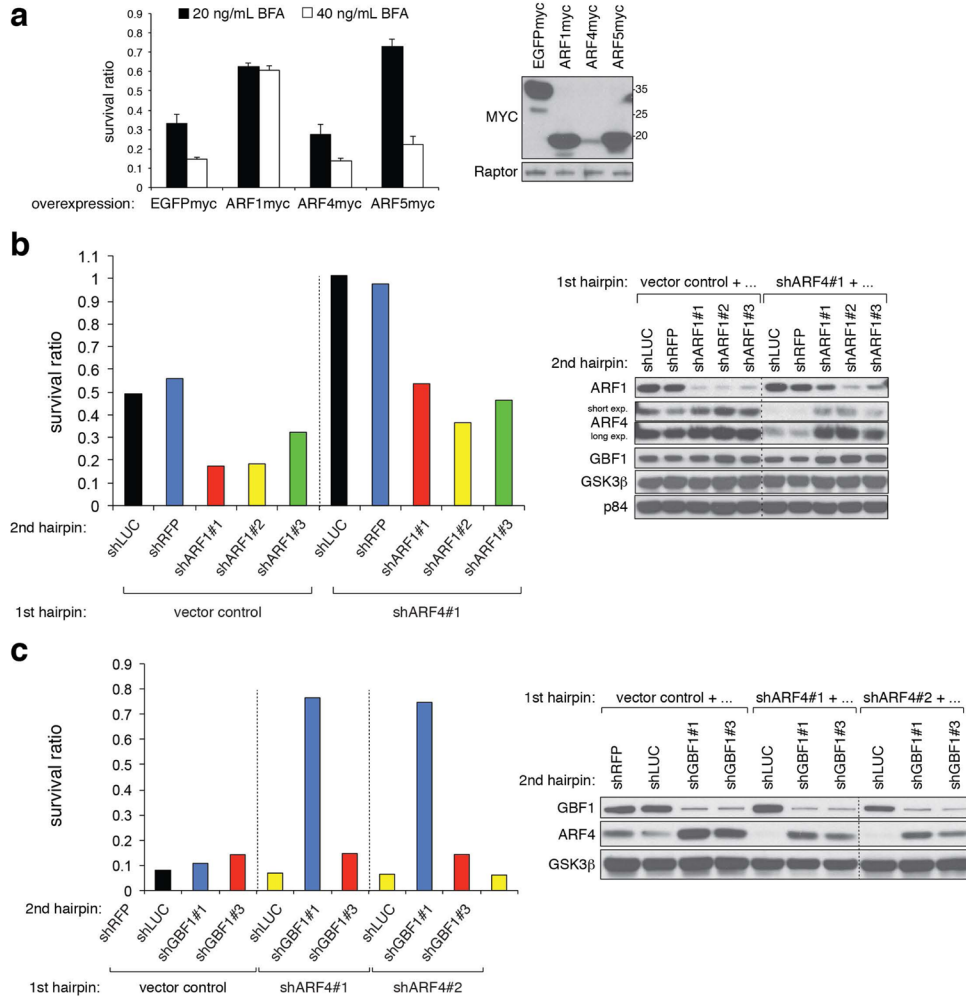 a
20 ng/mL BFA
40 ng/mL BFA
survival ratio
0.8
0.7
0.6
0.5
0.4
0.3
0.2
0.1
0
overexpression:
EGFPmyc ARF1myc ARF4myc ARF5myc
EGFPmyc
ARF1myc
ARF4myc
ARF5myc
MYC
35
25
20
Raptor
b
survival ratio
1.1
1
0.9
0.8
0.7
0.6
0.5
0.4
0.3
0.2
0.1
0
2nd hairpin:
shLUC
shRFP
shARF1#1
shARF1#2
shARF1#3
shLUC
shRFP
shARF1#1
shARF1#2
shARF1#3
1st hairpin:
vector control
shARF4#1
1st hairpin: vector control + ... shARF4#1 + ...
2nd hairpin:
shLUC
shRFP
shARF1#1
shARF1#2
shARF1#3
shLUC
shRFP
shARF1#1
shARF1#2
shARF1#3
ARF1
short exp.
ARF4
long exp.
GBF1
GSK3β
p84
c
survival ratio
0.9
0.8
0.7
0.6
0.5
0.4
0.3
0.2
0.1
0
2nd hairpin:
shRFP
shLUC
shGBF1#1
shGBF1#3
shLUC
shGBF1#1
shGBF1#3
shLUC
shGBF1#1
shGBF1#3
1st hairpin:
vector control
shARF4#1
shARF4#2
1st hairpin: vector control + ... shARF4#1 + ... shARF4#2 + ...
2nd hairpin:
shRFP
shLUC
shGBF1#1
shGBF1#3
shLUC
shGBF1#1
shGBF1#3
shLUC
shGBF1#1
shGBF1#3
GBF1
ARF4
GSK3β